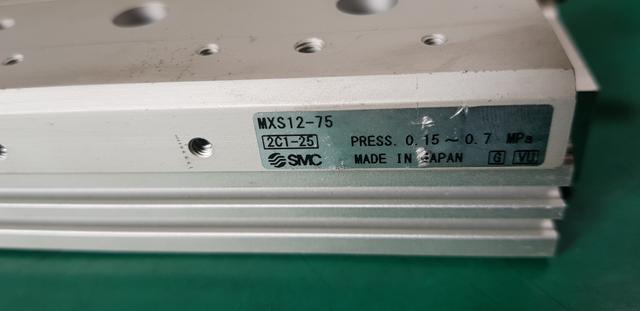 MXS12-75
2C1-25 PRESS. 0.15~0.7 MPa
SMC MADE IN JAPAN G VU